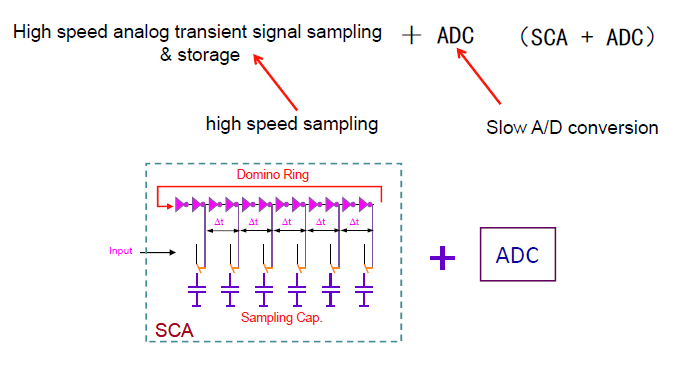 High speed analog transient signal sampling + ADC (SCA + ADC)
& storage
high speed sampling
Slow A/D conversion
Domino Ring
Δt Δt Δt Δt Δt
Input
+ ADC
Sampling Cap.
SCA